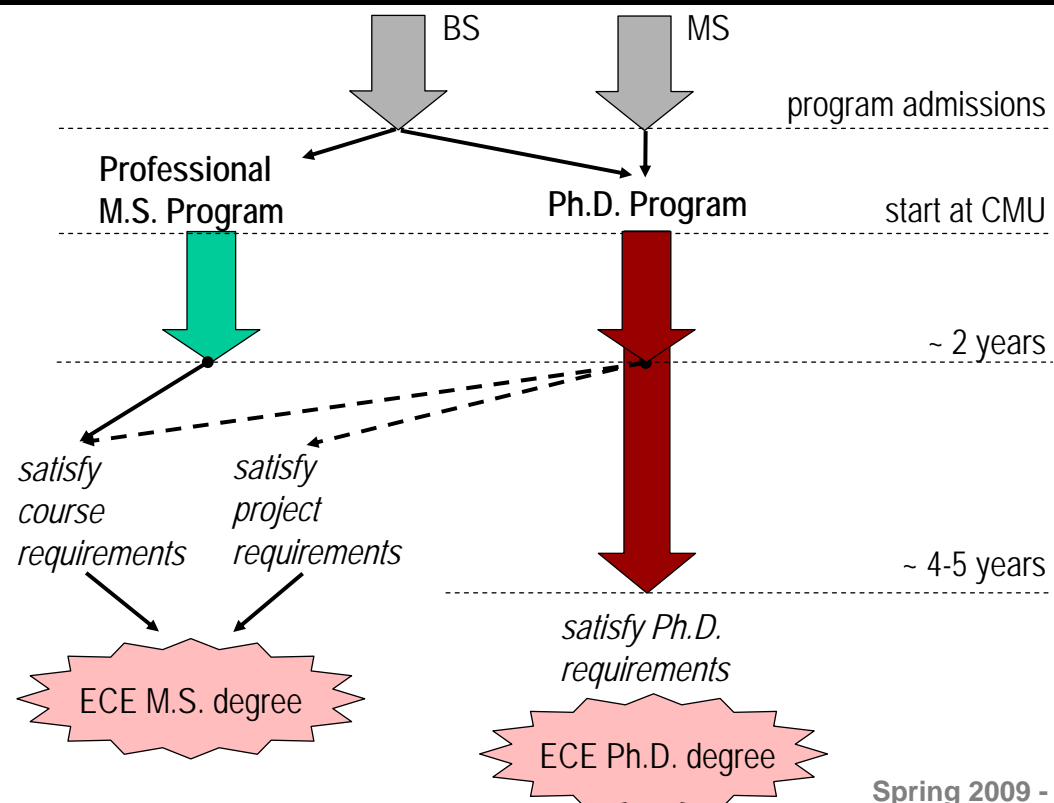 BS
MS
program admissions
Professional
M.S. Program
Ph.D. Program
start at CMU
~ 2 years
satisfy
course
requirements
satisfy
project
requirements
~ 4-5 years
satisfy Ph.D.
requirements
ECE M.S. degree
ECE Ph.D. degree
Spring 2009 -